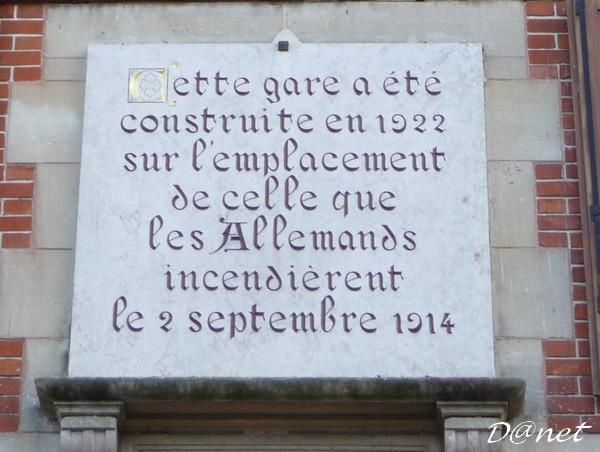 Cette gare a été
construite en 1922
sur l'emplacement
de celle que
les Allemands
incendièrent
le 2 septembre 1914
D@net